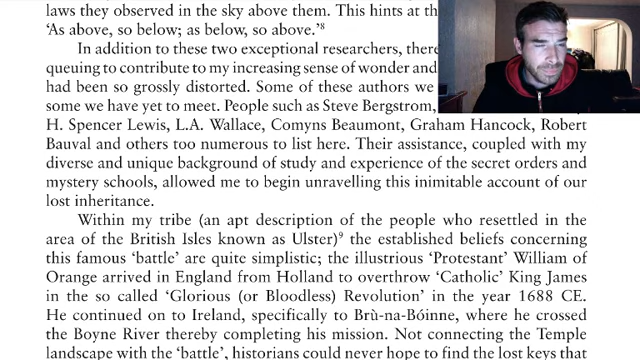 laws they observed in the sky above them. This hints at th
'As above, so below; as below, so above.'8
In addition to these two exceptional researchers, there
queuing to contribute to my increasing sense of wonder and
had been so grossly distorted. Some of these authors we
some we have yet to meet. People such as Steve Bergstrom,
H. Spencer Lewis, L.A. Wallace, Comyns Beaumont, Graham Hancock, Robert
Bauval and others too numerous to list here. Their assistance, coupled with my
diverse and unique background of study and experience of the secret orders and
mystery schools, allowed me to begin unravelling this inimitable account of our
lost inheritance.
Within my tribe (an apt description of the people who resettled in the
area of the British Isles known as Ulster)9 the established beliefs concerning
this famous 'battle' are quite simplistic; the illustrious 'Protestant' William of
Orange arrived in England from Holland to overthrow 'Catholic' King James
in the so called 'Glorious (or Bloodless) Revolution' in the year 1688 CE.
He continued on to Ireland, specifically to Brù-na-Bóinne, where he crossed
the Boyne River thereby completing his mission. Not connecting the Temple
landscape with the 'battle', historians could never hope to find the lost keys that